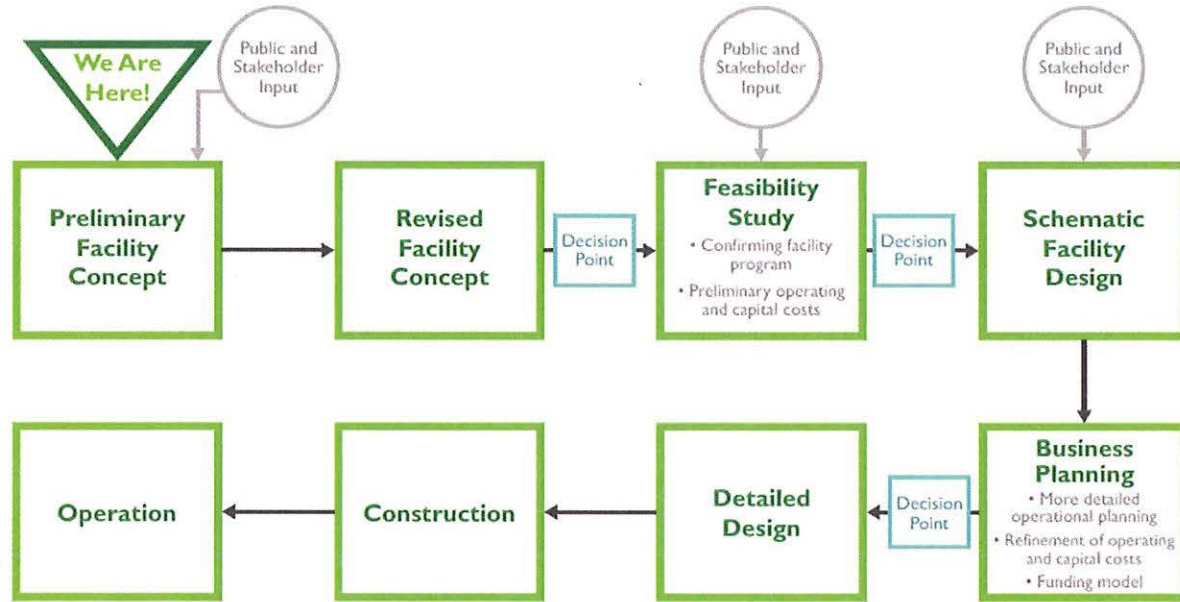 We Are
Here!
Public and
Stakeholder
Input
Public and
Stakeholder
Input
Public and
Stakeholder
Input
Preliminary
Facility
Concept
Revised
Facility
Concept
Decision
Point
Feasibility
Study
• Confirming facility
program
• Preliminary operating
and capital costs
Decision
Point
Schematic
Facility
Design
Business
Planning
• More detailed
operational planning
• Refinement of operating
and capital costs
• Funding model
Decision
Point
Detailed
Design
Construction
Operation